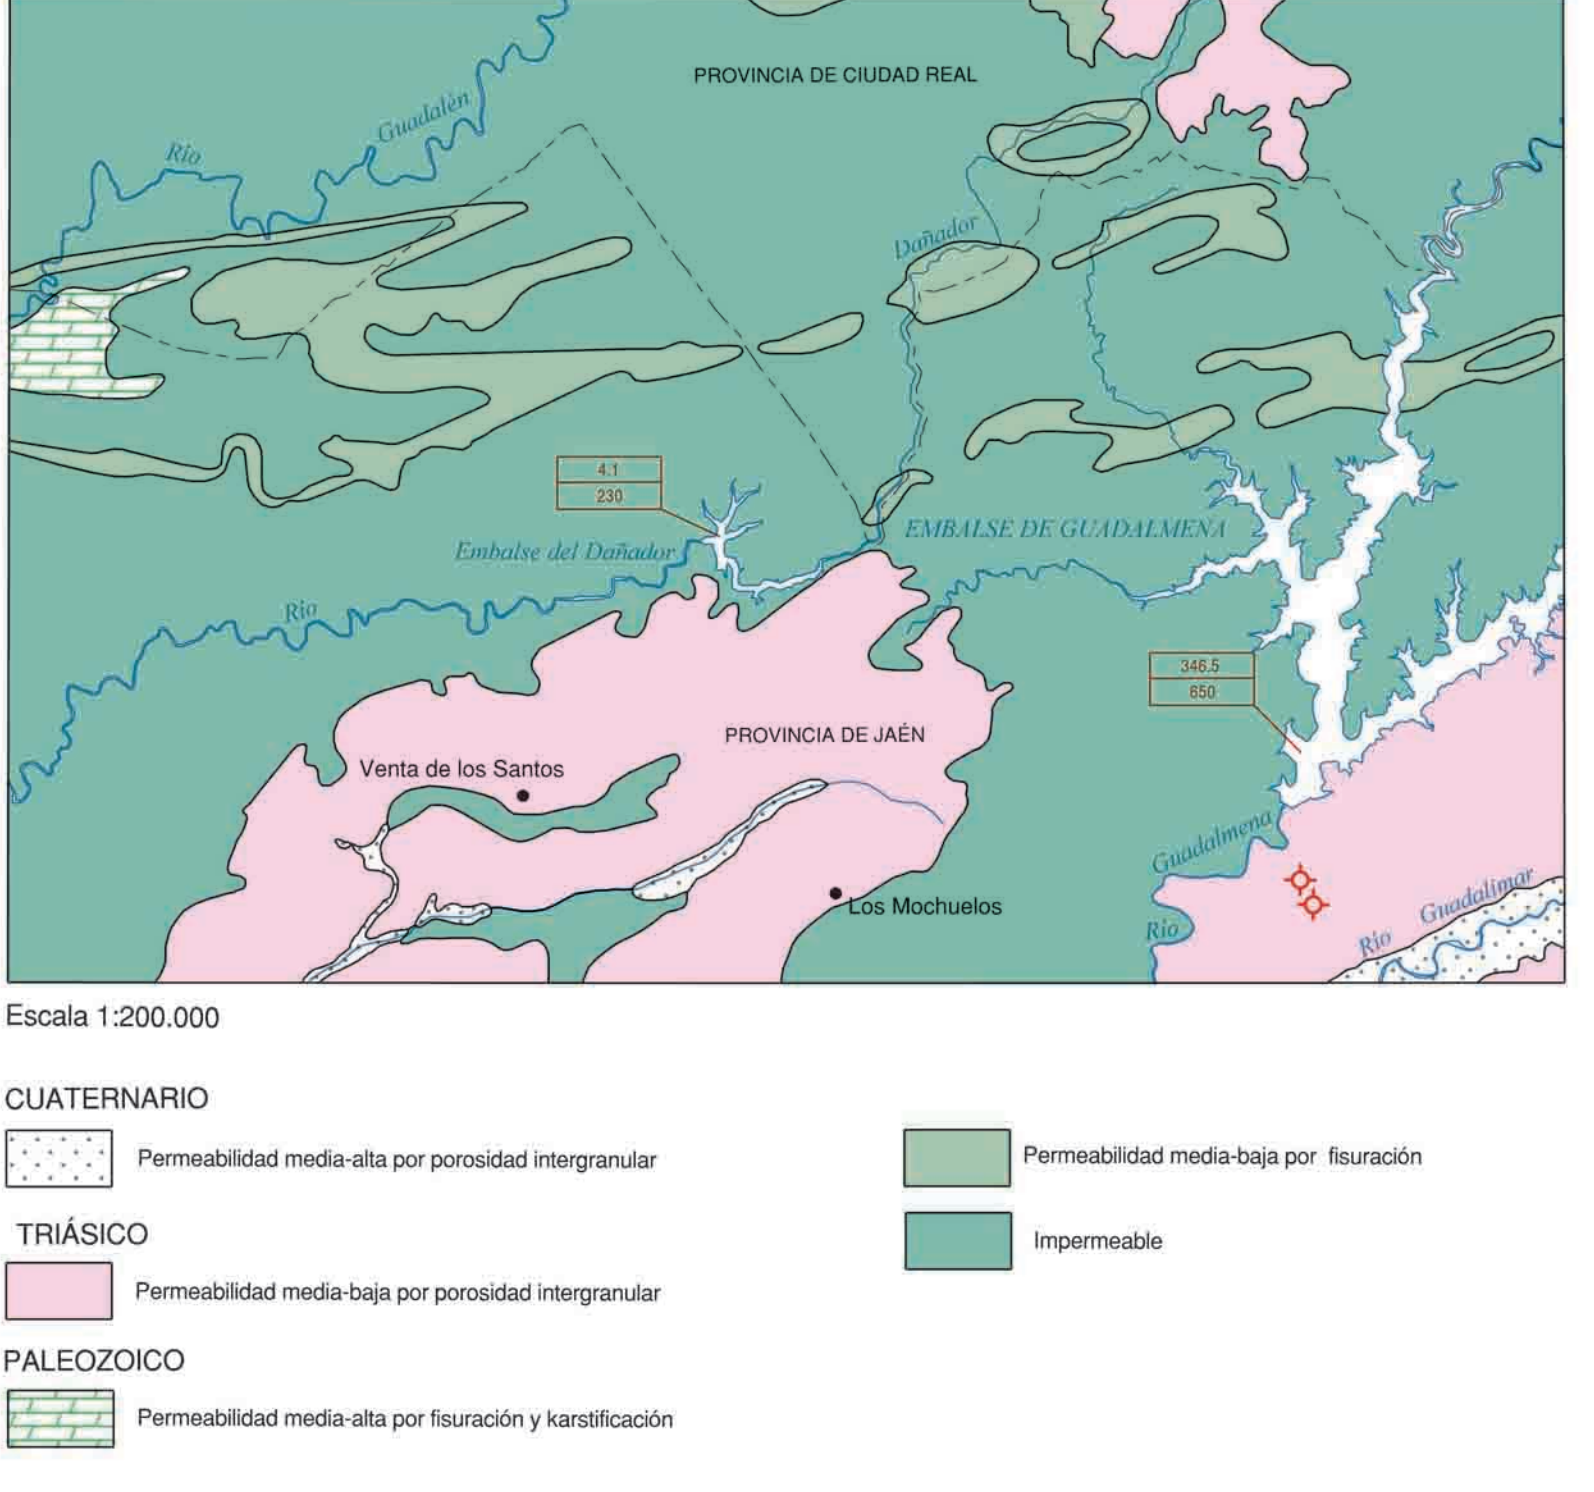 PROVINCIA DE CIUDAD REAL
Río
Guadalén
Dañador
4.1
230
EMBALSE DE GUADALMENA
Embalse del Dañador
Río
346.5
650
PROVINCIA DE JAÉN
Venta de los Santos
Guadalmena
Los Mochuelos
Río
Río
Guadalimar
Escala 1:200.000
CUATERNARIO
Permeabilidad media-alta por porosidad intergranular
Permeabilidad media-baja por fisuración
TRIÁSICO
Impermeable
Permeabilidad media-baja por porosidad intergranular
PALEOZOICO
Permeabilidad media-alta por fisuración y karstificación